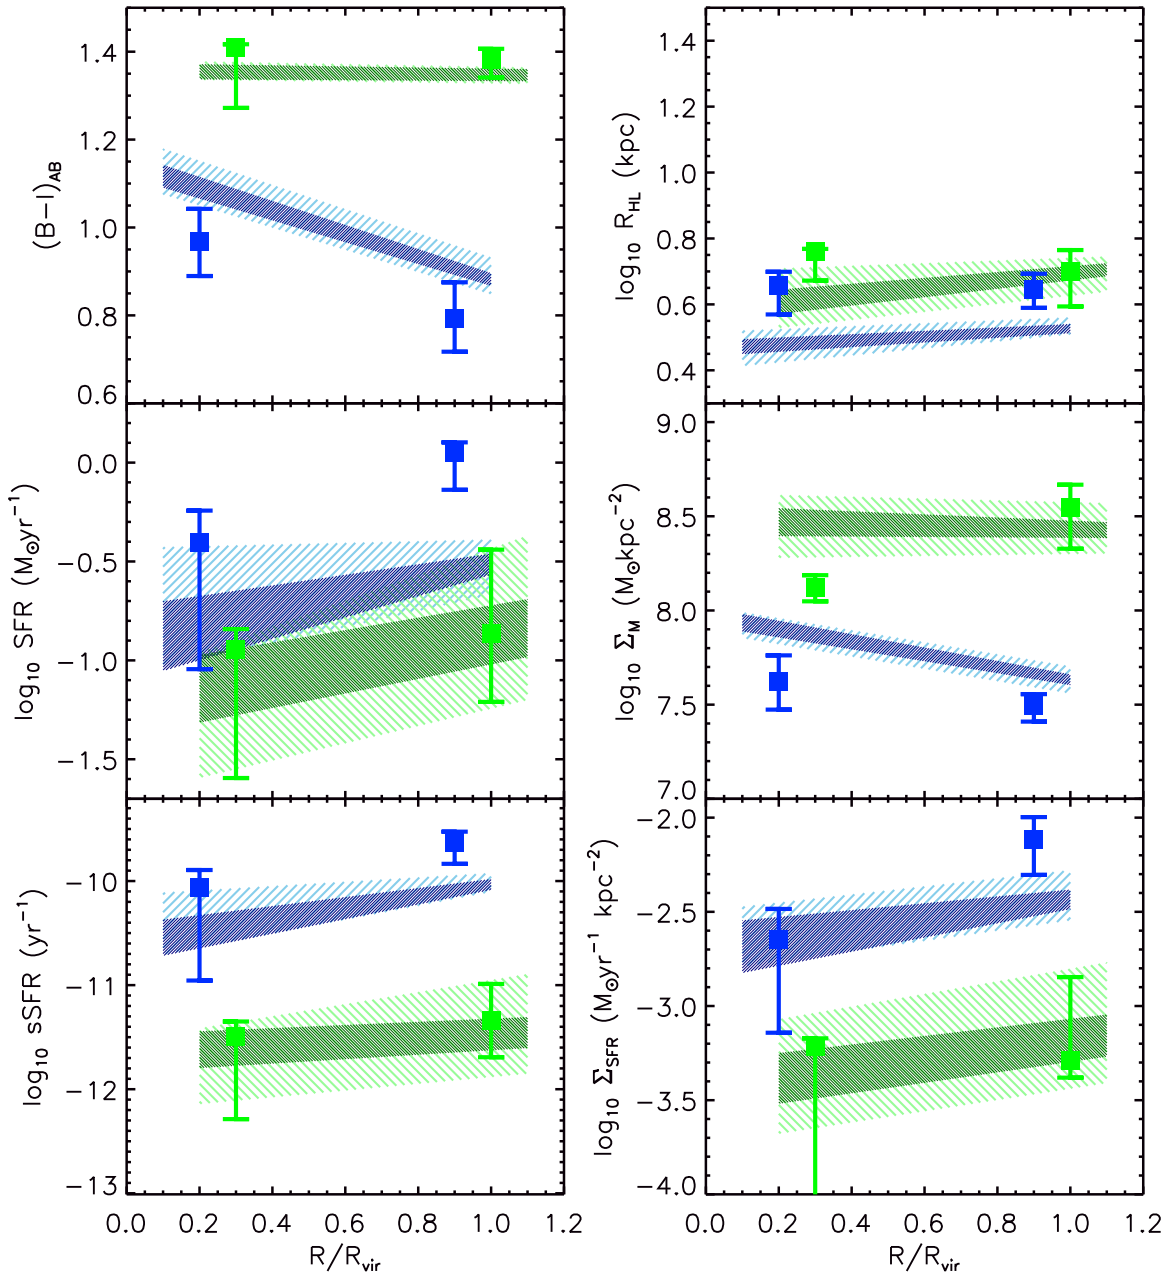 1.4
1.2
1.0
0.8
0.6
(B−I)AB
1.4
1.2
1.0
0.8
0.6
0.4
log₁₀ RHL (kpc)
0.0
−0.5
−1.0
−1.5
log₁₀ SFR (M⊙yr⁻¹)
9.0
8.5
8.0
7.5
7.0
log₁₀ ΣM (M⊙kpc⁻²)
−10
−11
−12
−13
log₁₀ sSFR (yr⁻¹)
−2.0
−2.5
−3.0
−3.5
−4.0
log₁₀ ΣSFR (M⊙yr⁻¹ kpc⁻²)
0.0 0.2 0.4 0.6 0.8 1.0
0.0 0.2 0.4 0.6 0.8 1.0 1.2
R/Rvir
R/Rvir